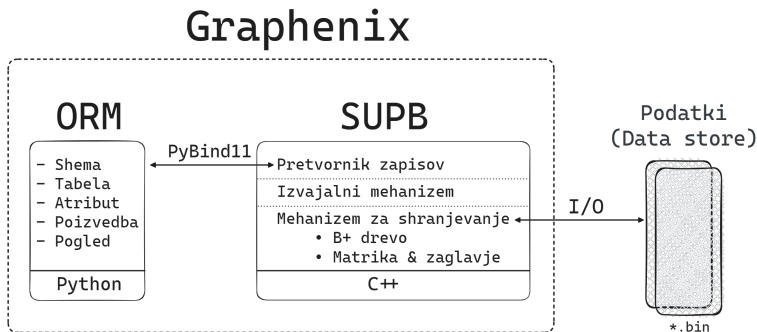 Graphenix
ORM
- Shema
- Tabela
- Atribut
- Poizvedba
- Pogled
Python
PyBind11
SUPB
Pretvornik zapisov
Izvajalni mehanizem
Mehanizem za shranjevanje
• B+ drevo
• Matrika & zaglavje
C++
I/O
Podatki
(Data store)
*.bin